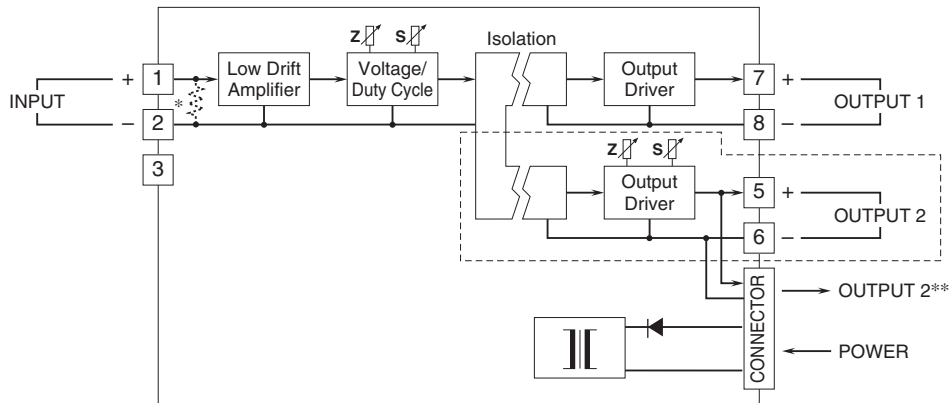 Z S
Isolation
INPUT
+ 1
Low Drift
Amplifier
Voltage/
Duty Cycle
Output
Driver
7 +
OUTPUT 1
*
− 2
8 −
3
Z S
Output
Driver
5 +
OUTPUT 2
6 −
CONNECTOR
OUTPUT 2**
POWER